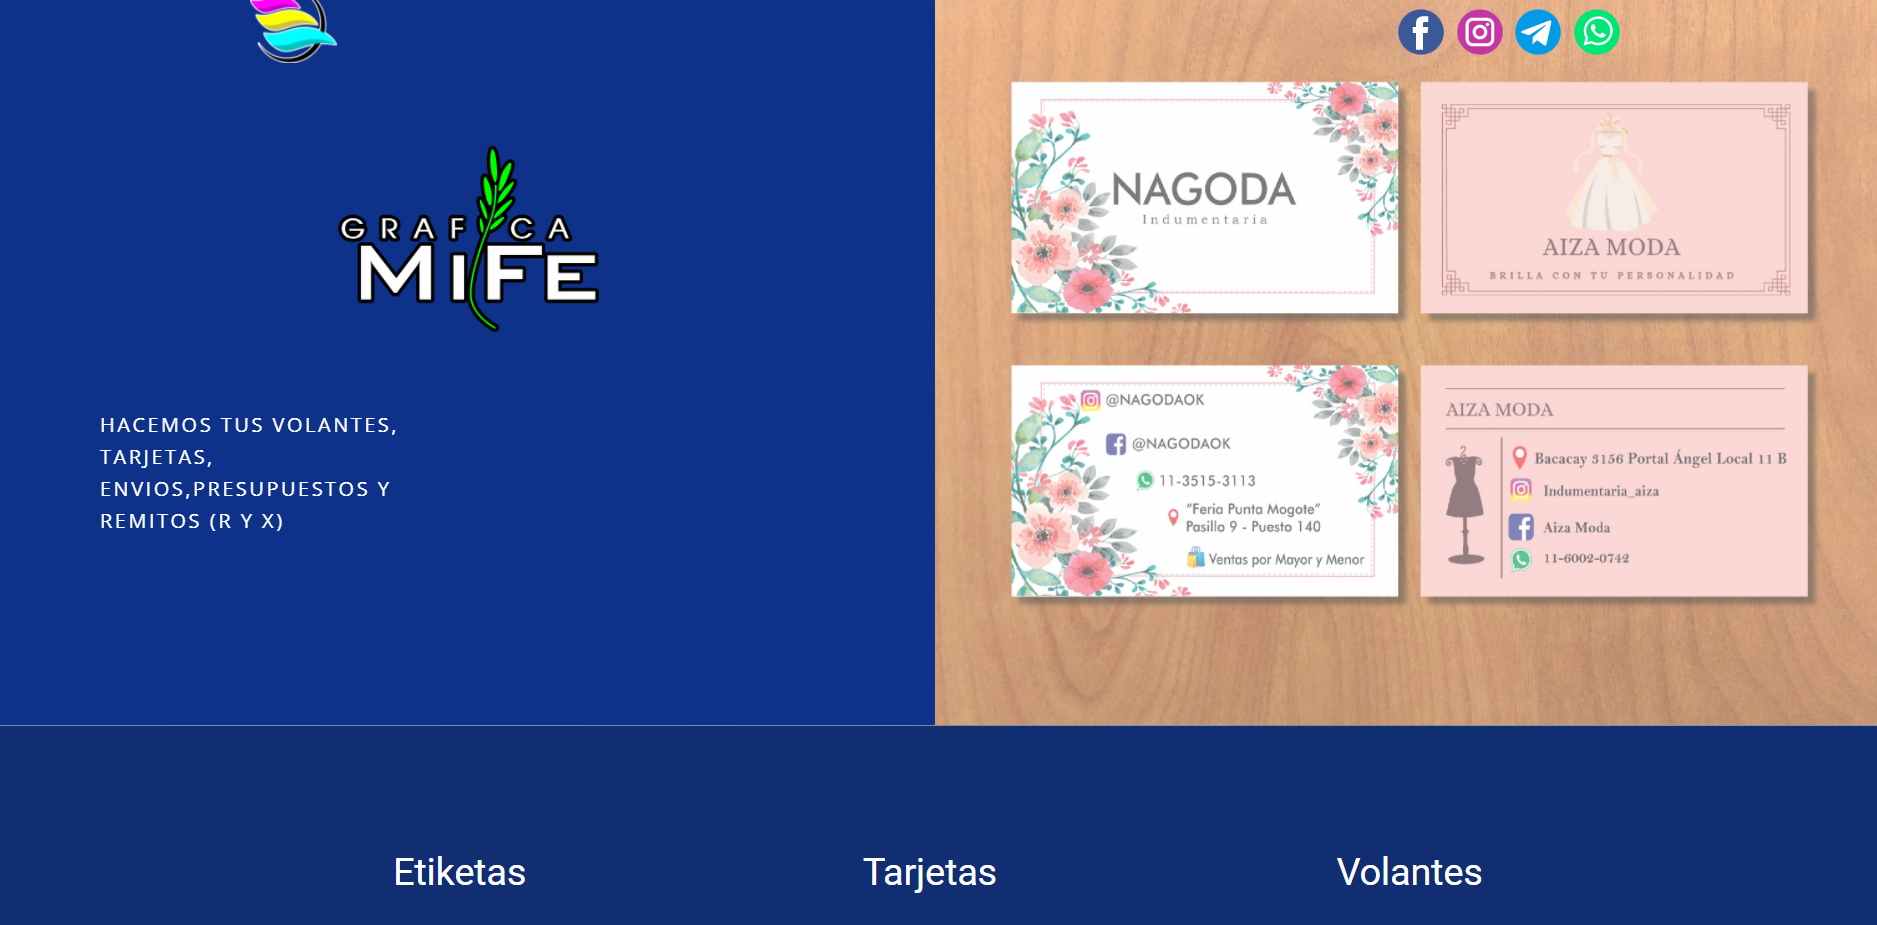 GRAFICA
MIFE
HACEMOS TUS VOLANTES,
TARJETAS,
ENVIOS,PRESUPUESTOS Y
REMITOS (R Y X)
NAGODA
Indumentaria
AIZA MODA
BRILLA CON TU PERSONALIDAD
@NAGODAOK
@NAGODAOK
11-3515-3113
"Feria Punta Mogote"
Pasillo 9 - Puesto 140
Ventas por Mayor y Menor
AIZA MODA
Bacacay 3156 Portal Ángel Local 11 B
Indumentaria_aiza
Aiza Moda
11-6002-0742
Etiketas
Tarjetas
Volantes